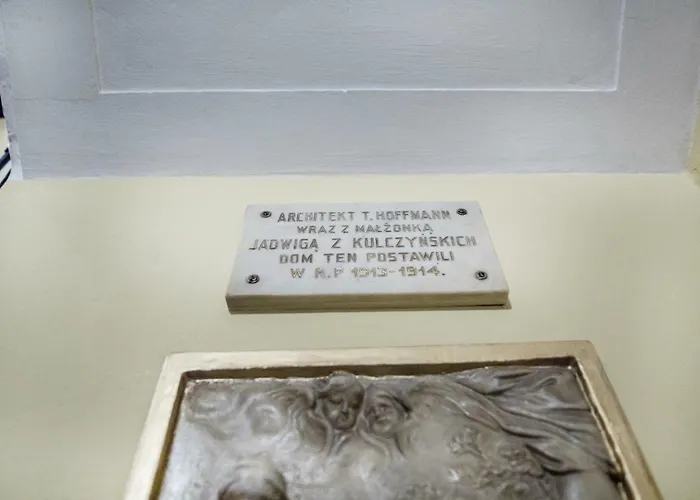 ARCHITEKT T. HOFFMANN
WRAZ Z MAŁŻONKĄ
JADWIGĄ Z KULCZYŃSKICH
DOM TEN POSTAWILI
W R.P 1913-1914.